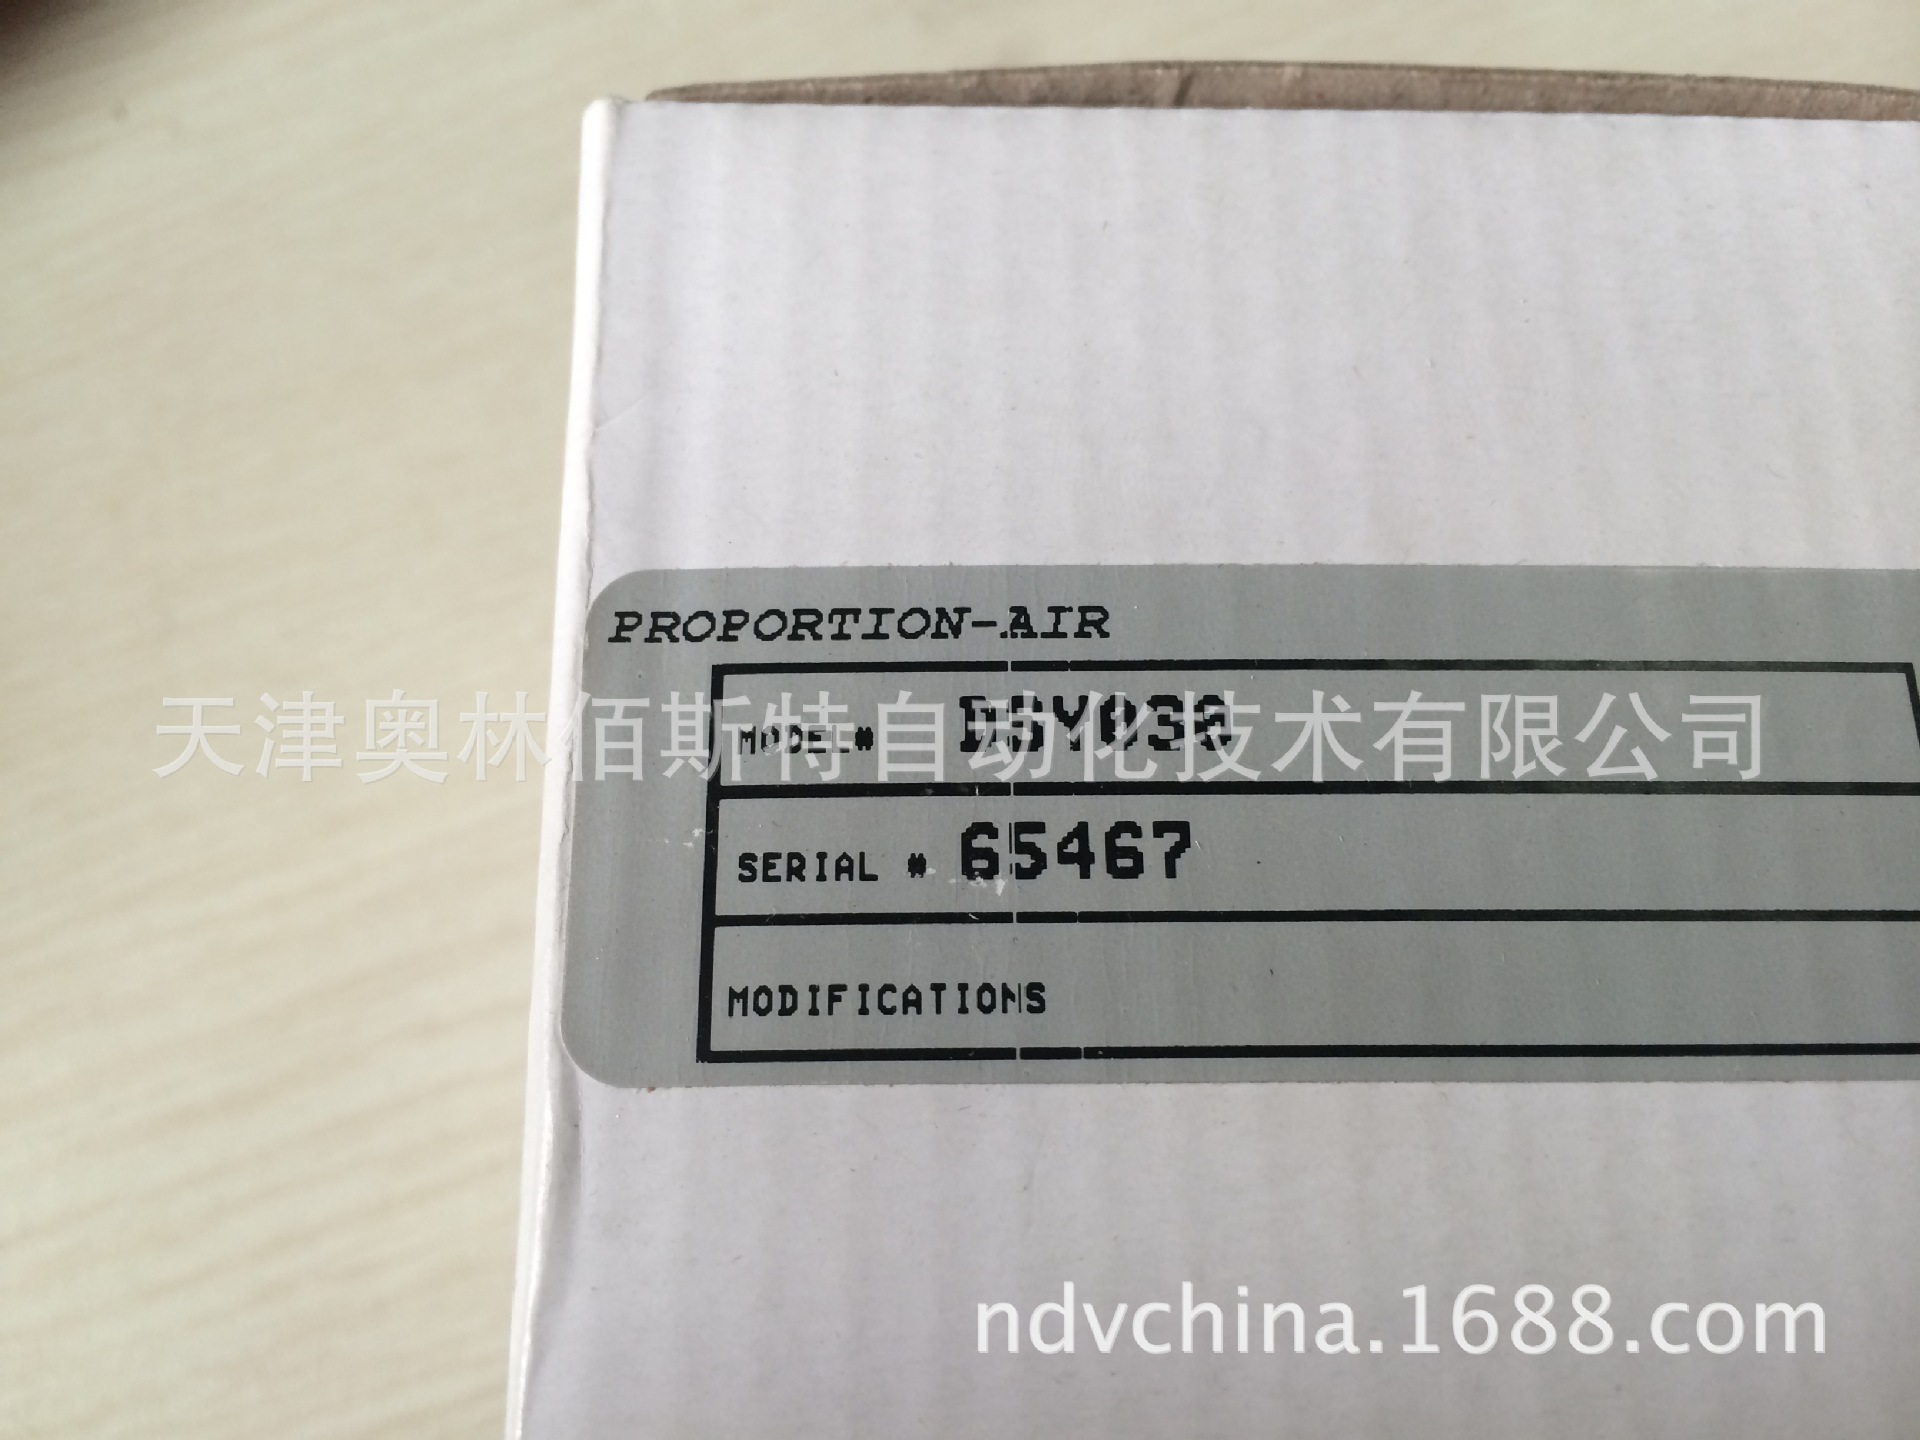 PROPORTION-AIR
MODEL#
天津奥林佰斯特自动化技术有限公司
SERIAL # 65467
MODIFICATIONS
ndvchina.1688.com